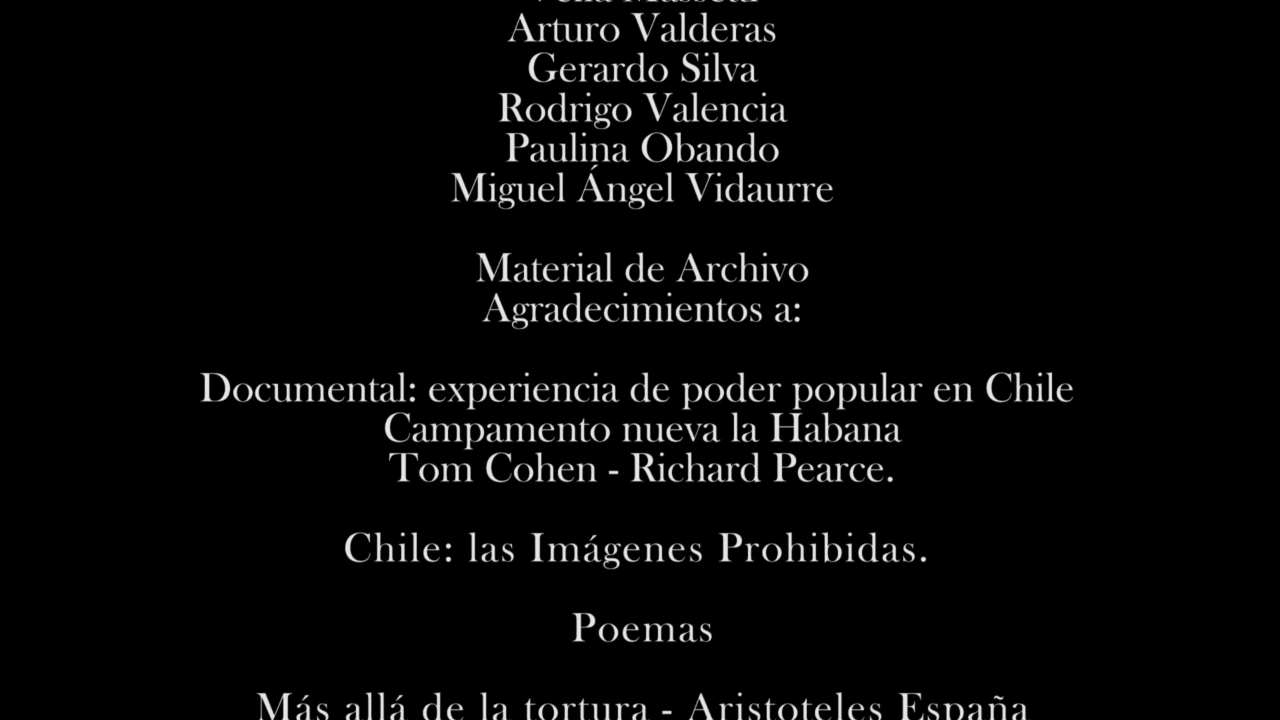 Arturo Valderas
Gerardo Silva
Rodrigo Valencia
Paulina Obando
Miguel Ángel Vidaurre
Material de Archivo
Agradecimientos a:
Documental: experiencia de poder popular en Chile
Campamento nueva la Habana
Tom Cohen - Richard Pearce.
Chile: las Imágenes Prohibidas.
Poemas
Más allá de la tortura - Aristoteles España